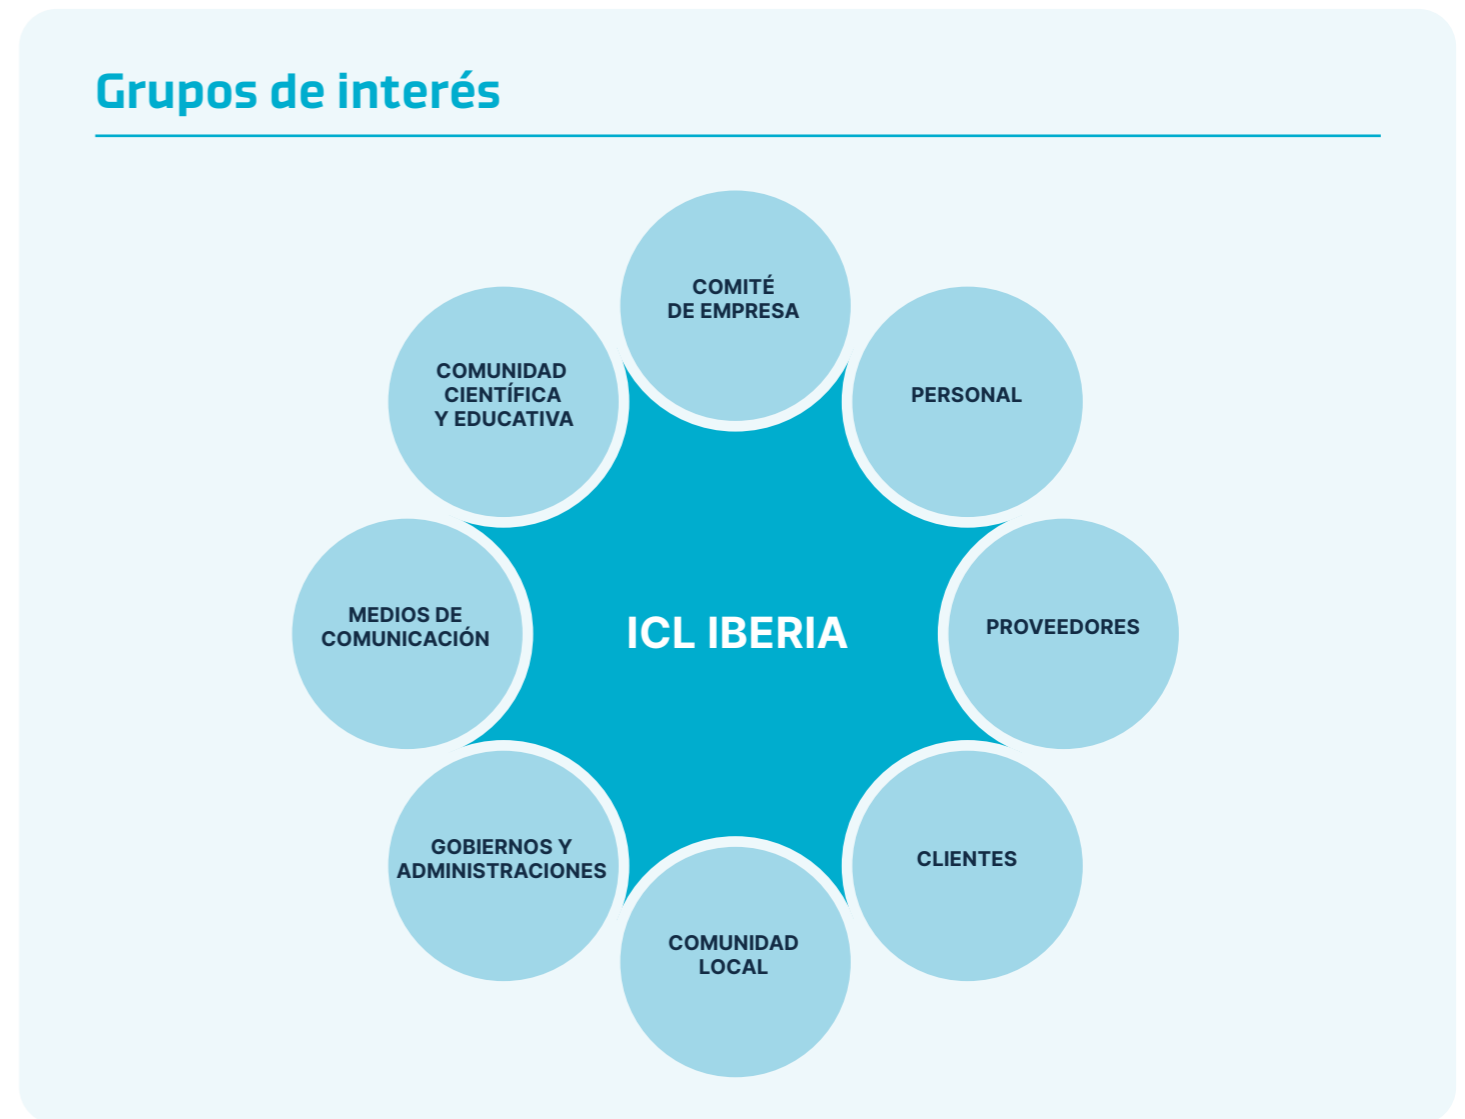 Grupos de interés
COMITÉ
DE EMPRESA
PERSONAL
PROVEEDORES
CLIENTES
COMUNIDAD
LOCAL
GOBIERNOS Y
ADMINISTRACIONES
MEDIOS DE
COMUNICACIÓN
COMUNIDAD
CIENTÍFICA
Y EDUCATIVA
ICL IBERIA